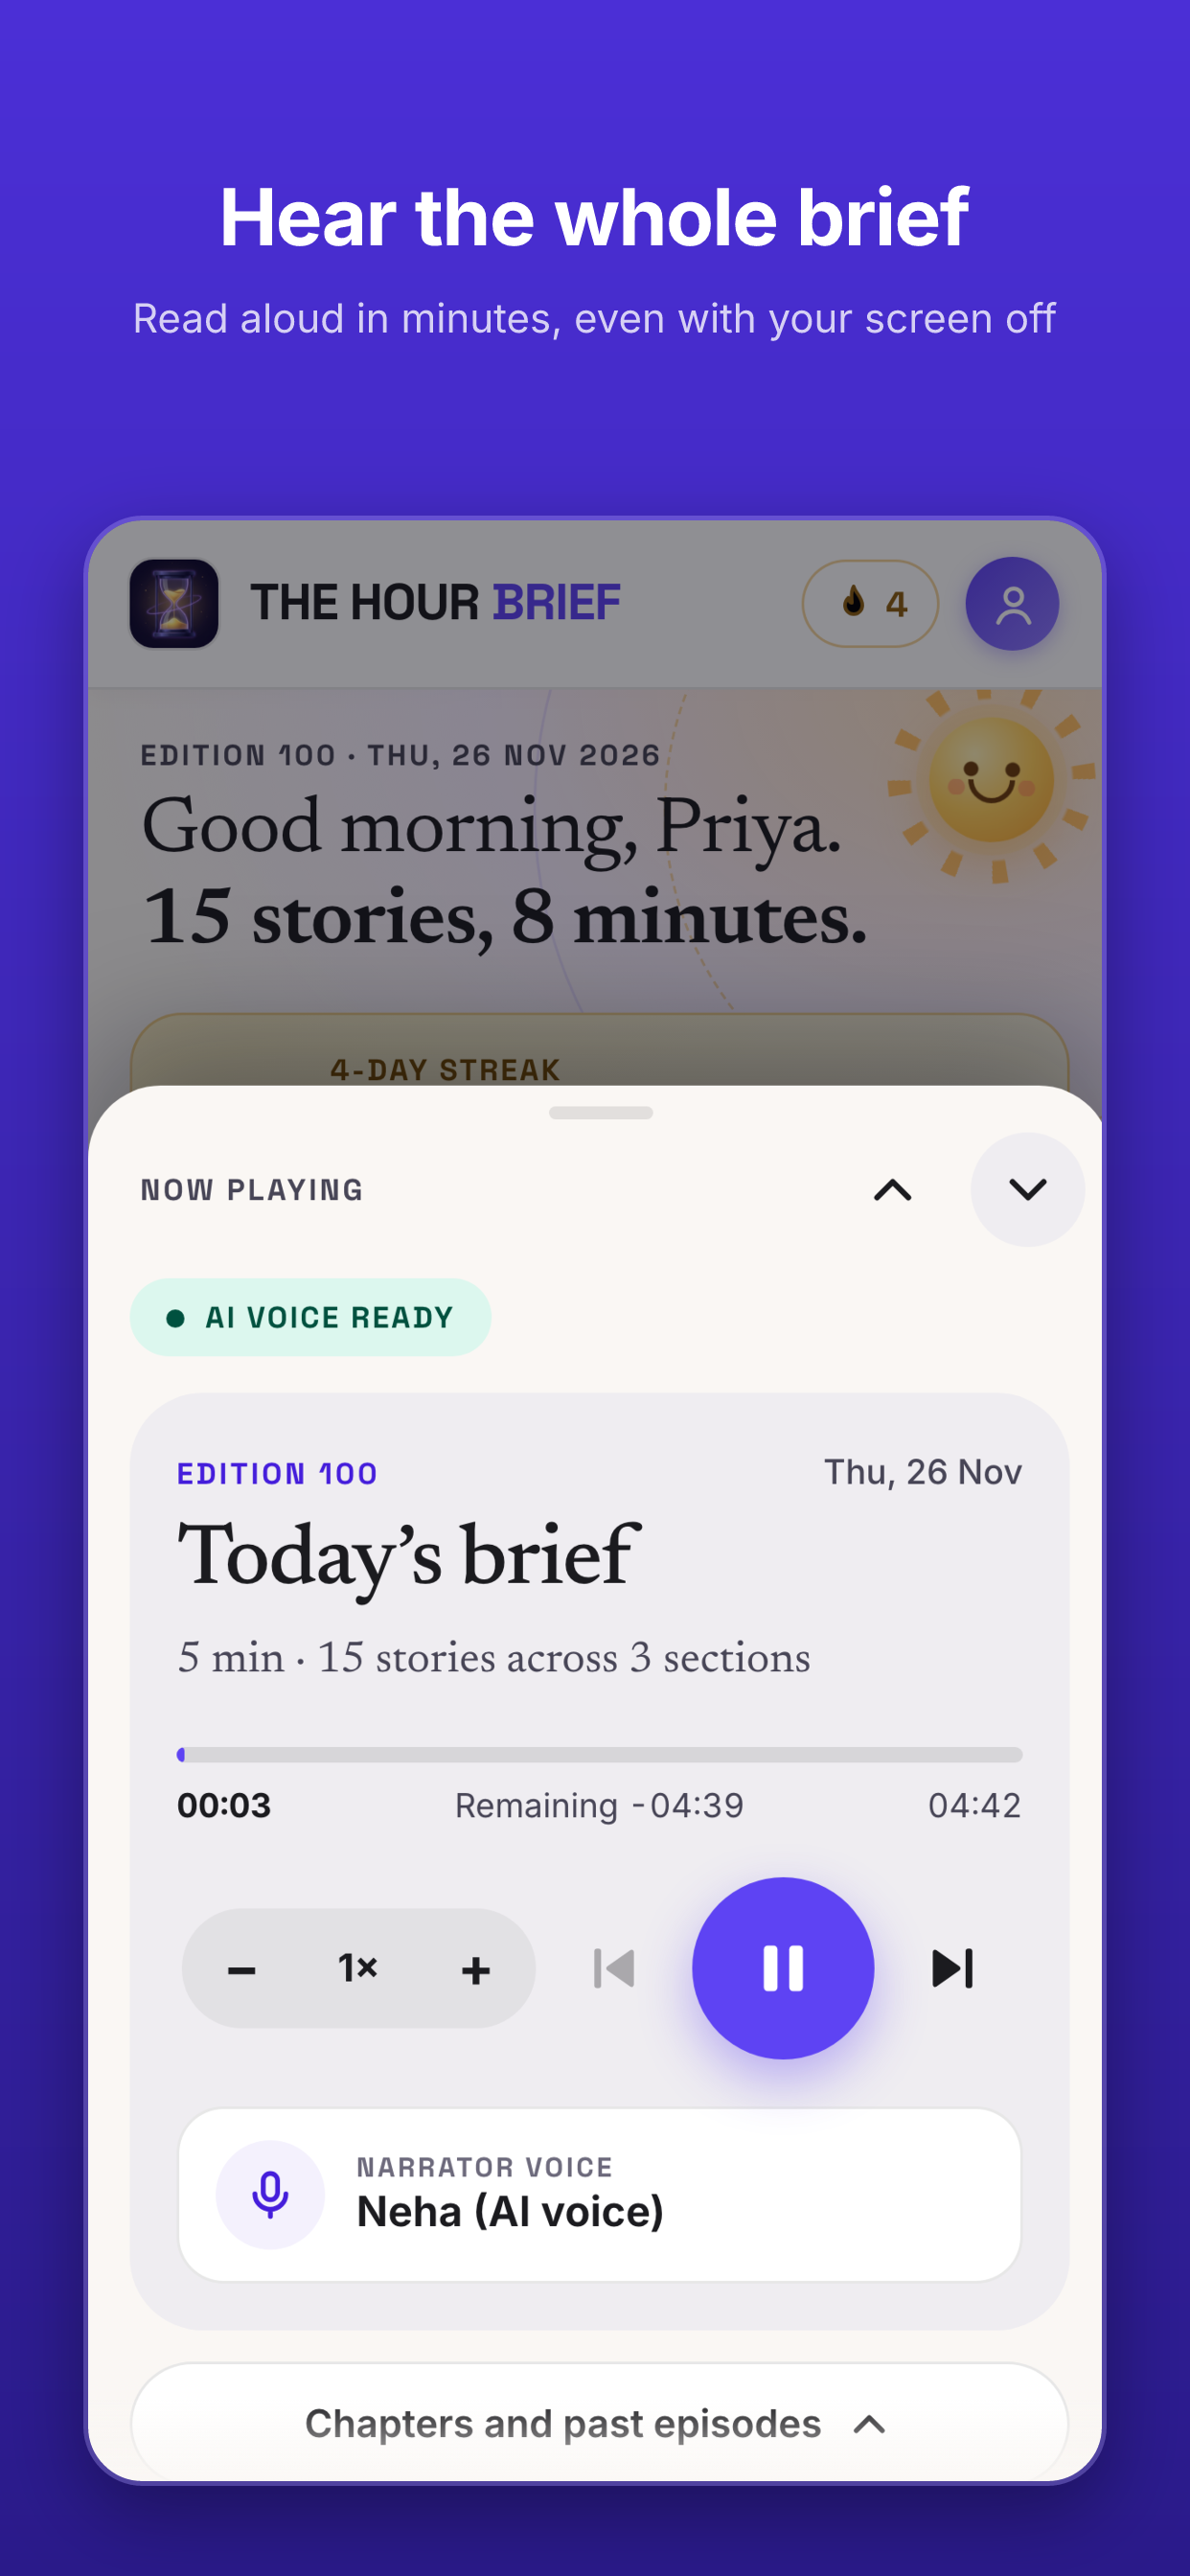 Hear the whole brief
Read aloud in minutes, even with your screen off
THE HOUR BRIEF
4
EDITION 100 · THU, 26 NOV 2026
Good morning, Priya.
15 stories, 8 minutes.
4-DAY STREAK
NOW PLAYING
AI VOICE READY
EDITION 100
Thu, 26 Nov
Today’s brief
5 min · 15 stories across 3 sections
00:03
Remaining -04:39
04:42
− 1× +
NARRATOR VOICE
Neha (AI voice)
Chapters and past episodes